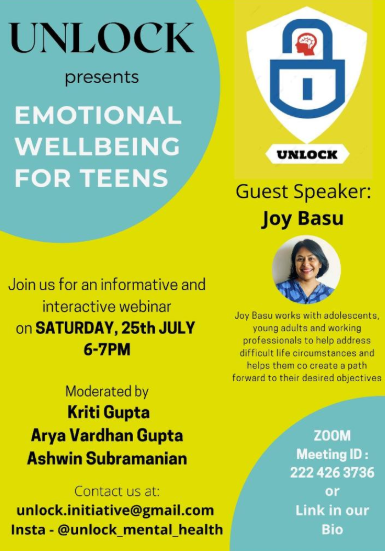 UNLOCK
presents
EMOTIONAL
WELLBEING
FOR TEENS
UNLOCK
Guest Speaker:
Joy Basu
Joy Basu works with adolescents,
young adults and working
professionals to help address
difficult life circumstances and
helps them co create a path
forward to their desired objectives
Join us for an informative and
interactive webinar
on SATURDAY, 25th JULY
6-7PM
Moderated by
Kriti Gupta
Arya Vardhan Gupta
Ashwin Subramanian
Contact us at:
unlock.initiative@gmail.com
Insta - @unlock_mental_health
ZOOM
Meeting ID :
222 426 3736
or
Link in our
Bio